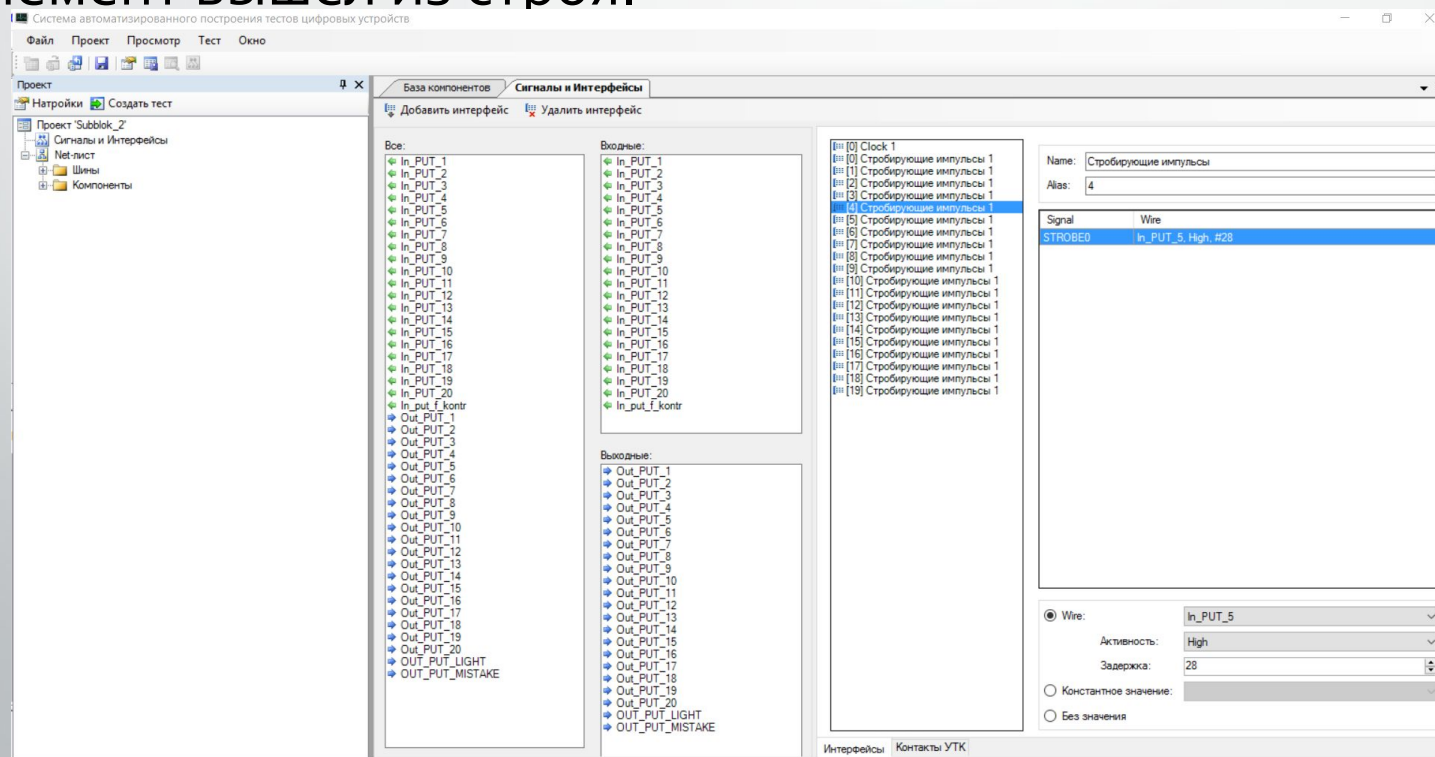 элемент вышел из строя.
Система автоматизированного построения тестов цифровых устройств
Файл Проект Просмотр Тест Окно
Проект
Натройки Создать тест
Проект 'Subblok_2'
Сигналы и Интерфейсы
Net-лист
Шины
Компоненты
База компонентов Сигналы и Интерфейсы
Добавить интерфейс Удалить интерфейс
Все:
In_PUT_1
In_PUT_2
In_PUT_3
In_PUT_4
In_PUT_5
In_PUT_6
In_PUT_7
In_PUT_8
In_PUT_9
In_PUT_10
In_PUT_11
In_PUT_12
In_PUT_13
In_PUT_14
In_PUT_15
In_PUT_16
In_PUT_17
In_PUT_18
In_PUT_19
In_PUT_20
In_put_f_kontr
Out_PUT_1
Out_PUT_2
Out_PUT_3
Out_PUT_4
Out_PUT_5
Out_PUT_6
Out_PUT_7
Out_PUT_8
Out_PUT_9
Out_PUT_10
Out_PUT_11
Out_PUT_12
Out_PUT_13
Out_PUT_14
Out_PUT_15
Out_PUT_16
Out_PUT_17
Out_PUT_18
Out_PUT_19
Out_PUT_20
OUT_PUT_LIGHT
OUT_PUT_MISTAKE
Входные:
In_PUT_1
In_PUT_2
In_PUT_3
In_PUT_4
In_PUT_5
In_PUT_6
In_PUT_7
In_PUT_8
In_PUT_9
In_PUT_10
In_PUT_11
In_PUT_12
In_PUT_13
In_PUT_14
In_PUT_15
In_PUT_16
In_PUT_17
In_PUT_18
In_PUT_19
In_PUT_20
In_put_f_kontr
Выходные:
Out_PUT_1
Out_PUT_2
Out_PUT_3
Out_PUT_4
Out_PUT_5
Out_PUT_6
Out_PUT_7
Out_PUT_8
Out_PUT_9
Out_PUT_10
Out_PUT_11
Out_PUT_12
Out_PUT_13
Out_PUT_14
Out_PUT_15
Out_PUT_16
Out_PUT_17
Out_PUT_18
Out_PUT_19
Out_PUT_20
OUT_PUT_LIGHT
OUT_PUT_MISTAKE
[0] Clock 1
[0] Стробирующие импульсы 1
[1] Стробирующие импульсы 1
[2] Стробирующие импульсы 1
[3] Стробирующие импульсы 1
[4] Стробирующие импульсы 1
[5] Стробирующие импульсы 1
[6] Стробирующие импульсы 1
[7] Стробирующие импульсы 1
[8] Стробирующие импульсы 1
[9] Стробирующие импульсы 1
[10] Стробирующие импульсы 1
[11] Стробирующие импульсы 1
[12] Стробирующие импульсы 1
[13] Стробирующие импульсы 1
[14] Стробирующие импульсы 1
[15] Стробирующие импульсы 1
[16] Стробирующие импульсы 1
[17] Стробирующие импульсы 1
[18] Стробирующие импульсы 1
[19] Стробирующие импульсы 1
Интерфейсы Контакты УТК
Name: Стробирующие импульсы
Alias: 4
Signal Wire
STROBE0 In_PUT_5, High, #28
Wire: In_PUT_5
Активность: High
Задержка: 28
Константное значение:
Без значения